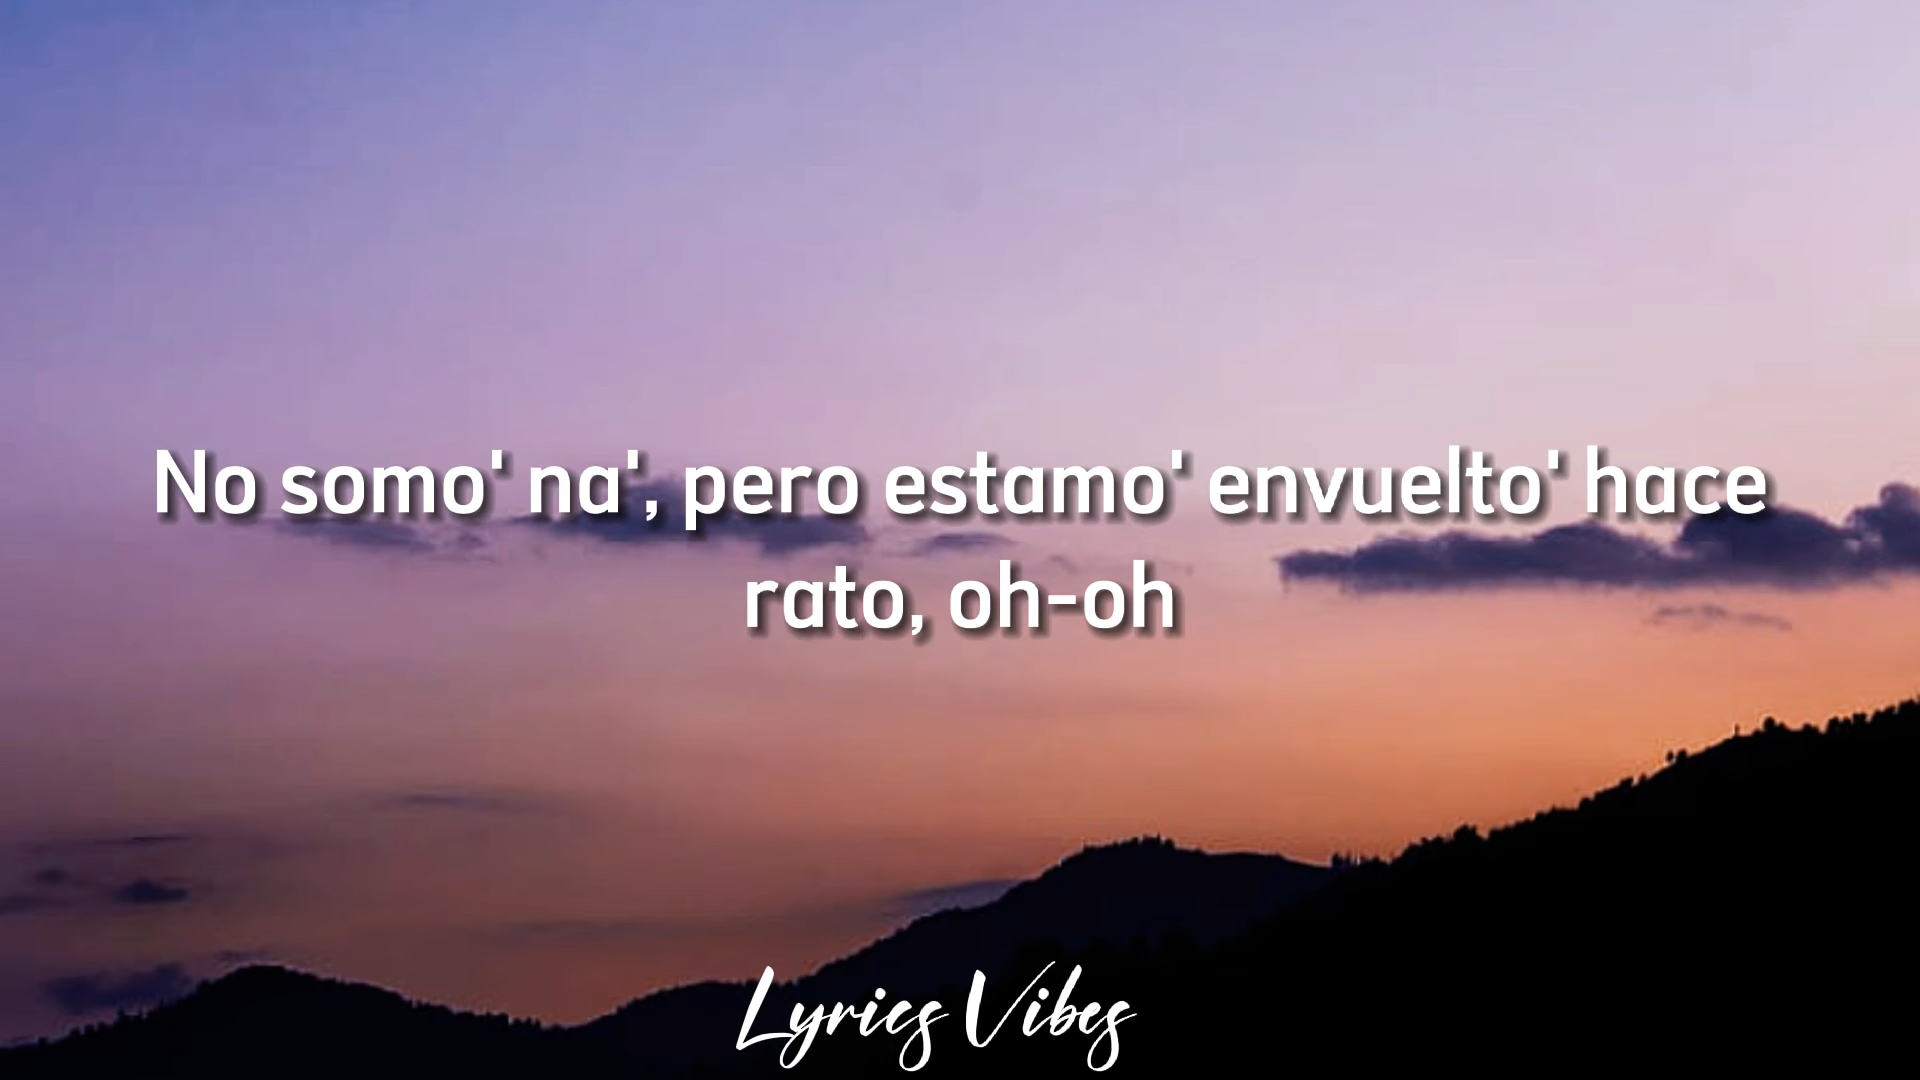 No somo' na', pero estamo' envuelto' hace
rato, oh-oh
Lyrics Vibes